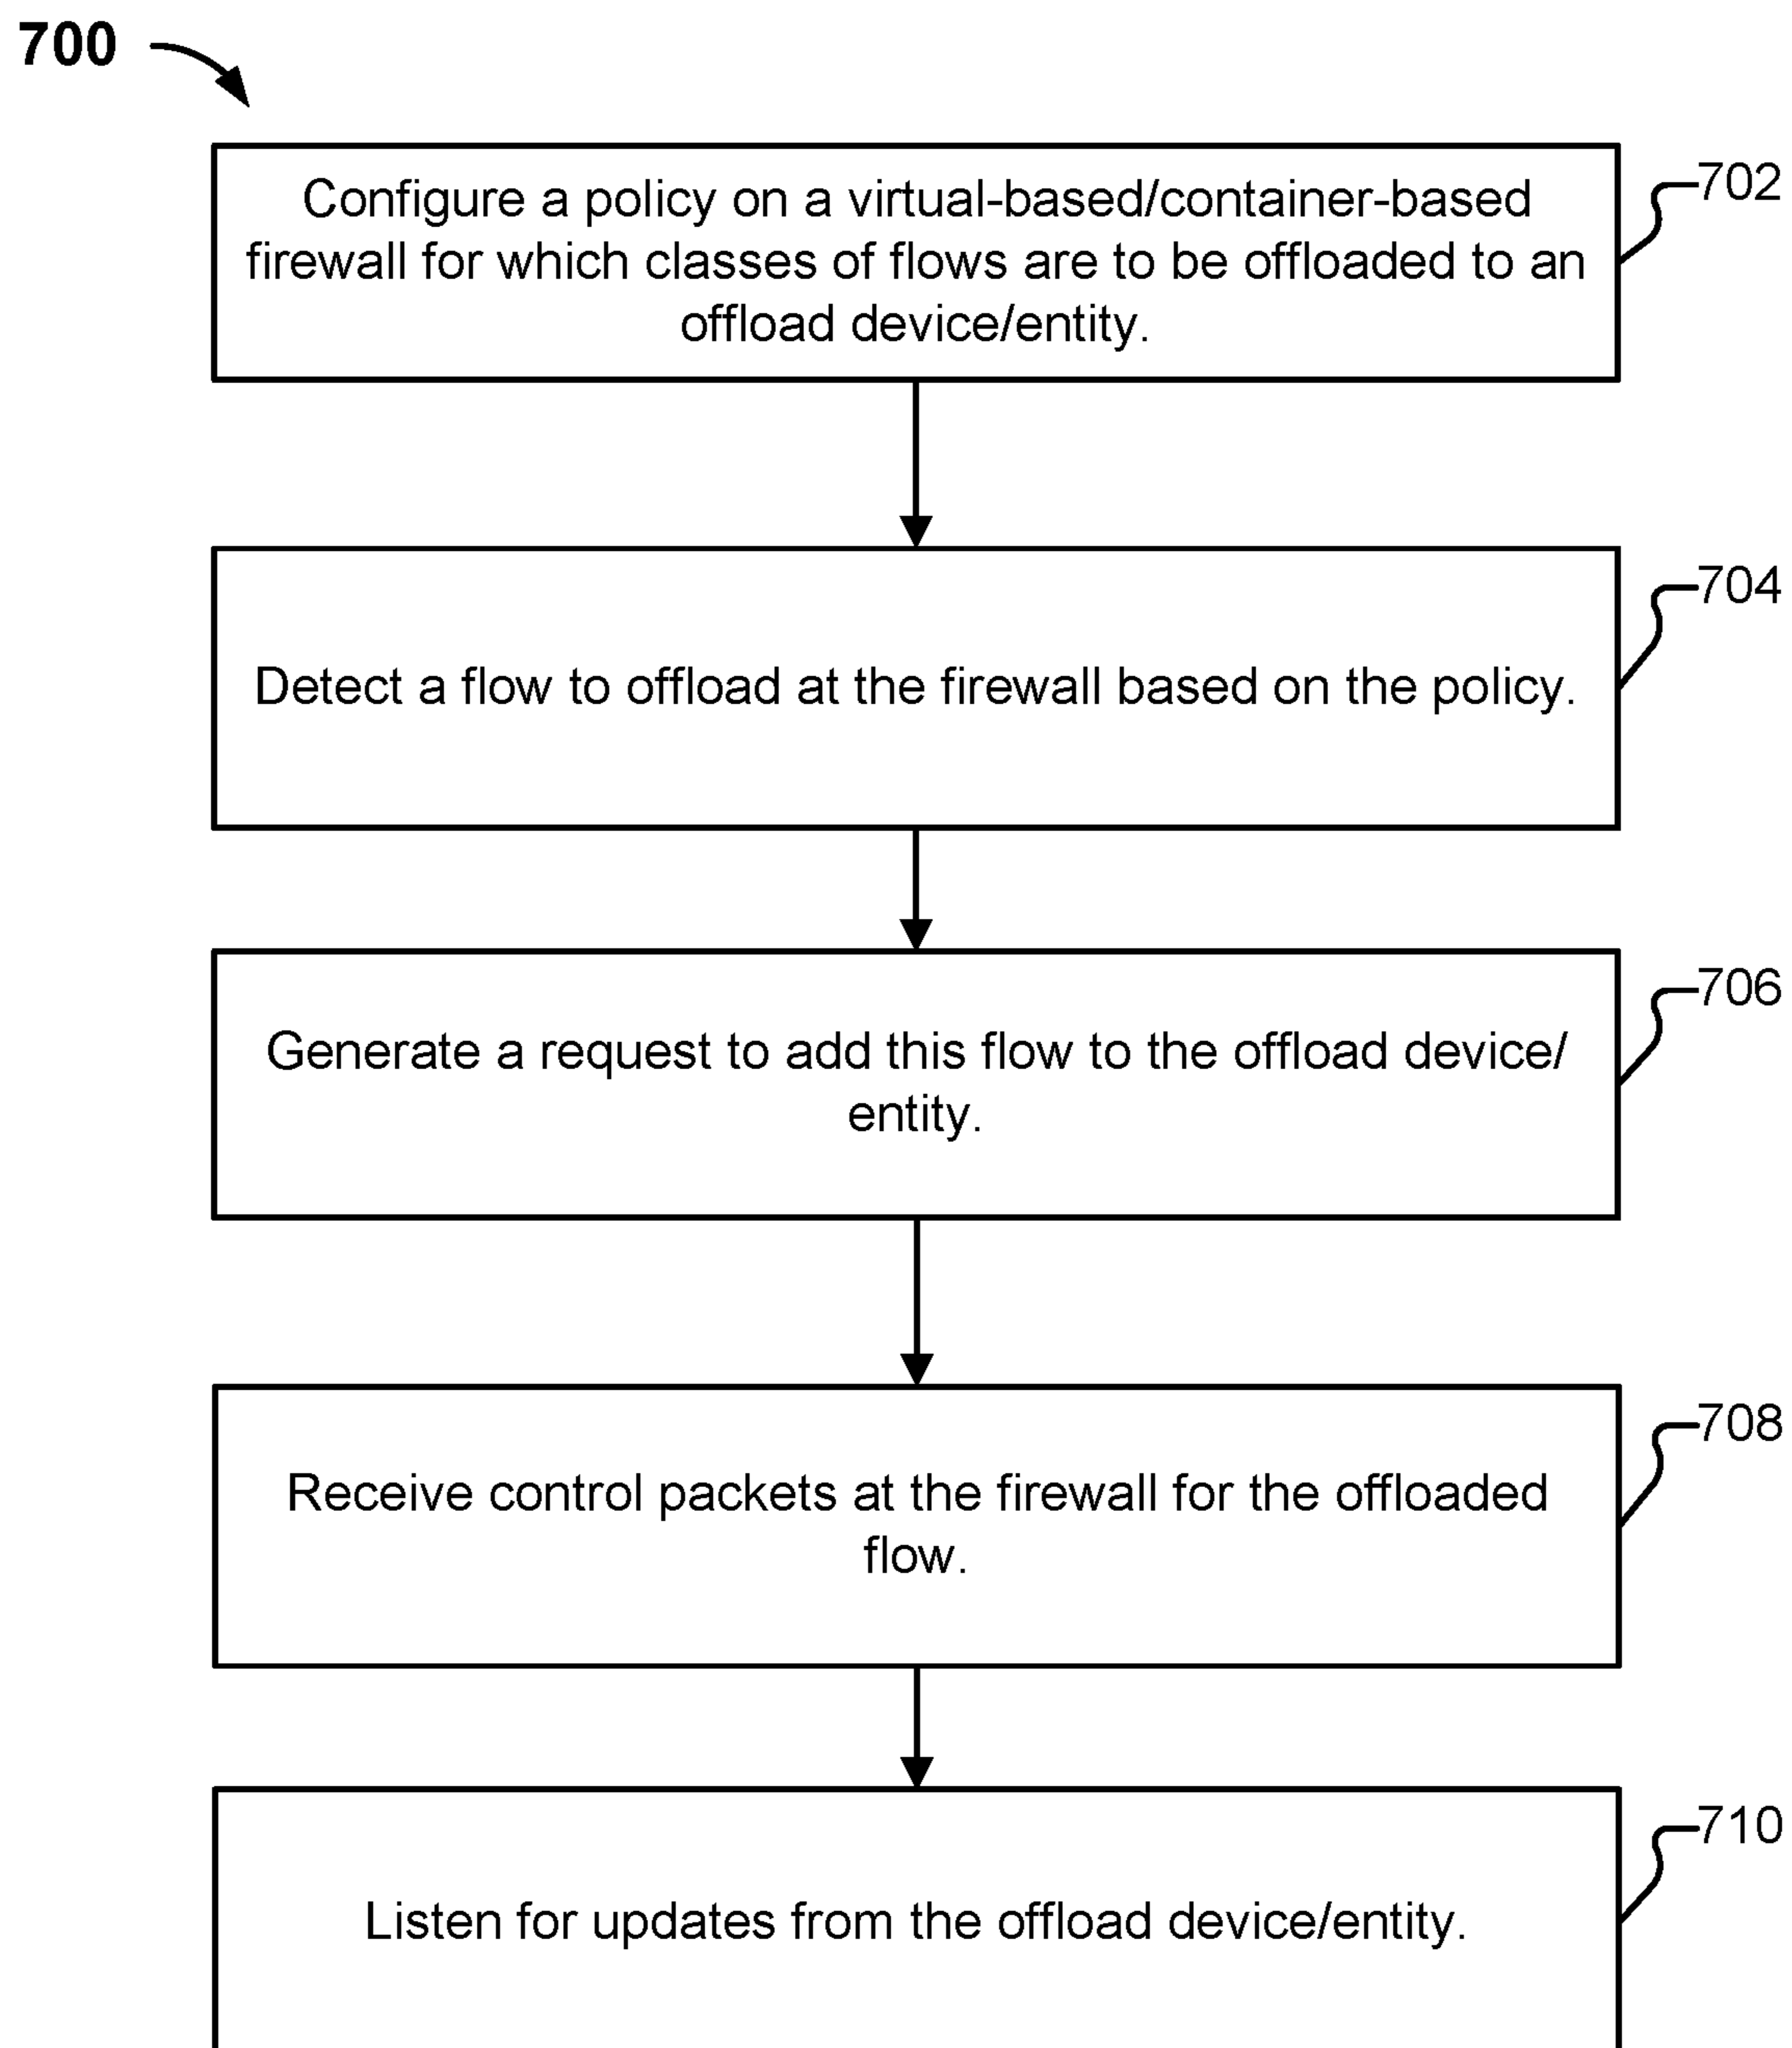 700
Configure a policy on a virtual-based/container-based
firewall for which classes of flows are to be offloaded to an
offload device/entity.
702
Detect a flow to offload at the firewall based on the policy.
704
Generate a request to add this flow to the offload device/
entity.
706
Receive control packets at the firewall for the offloaded
flow.
708
Listen for updates from the offload device/entity.
710